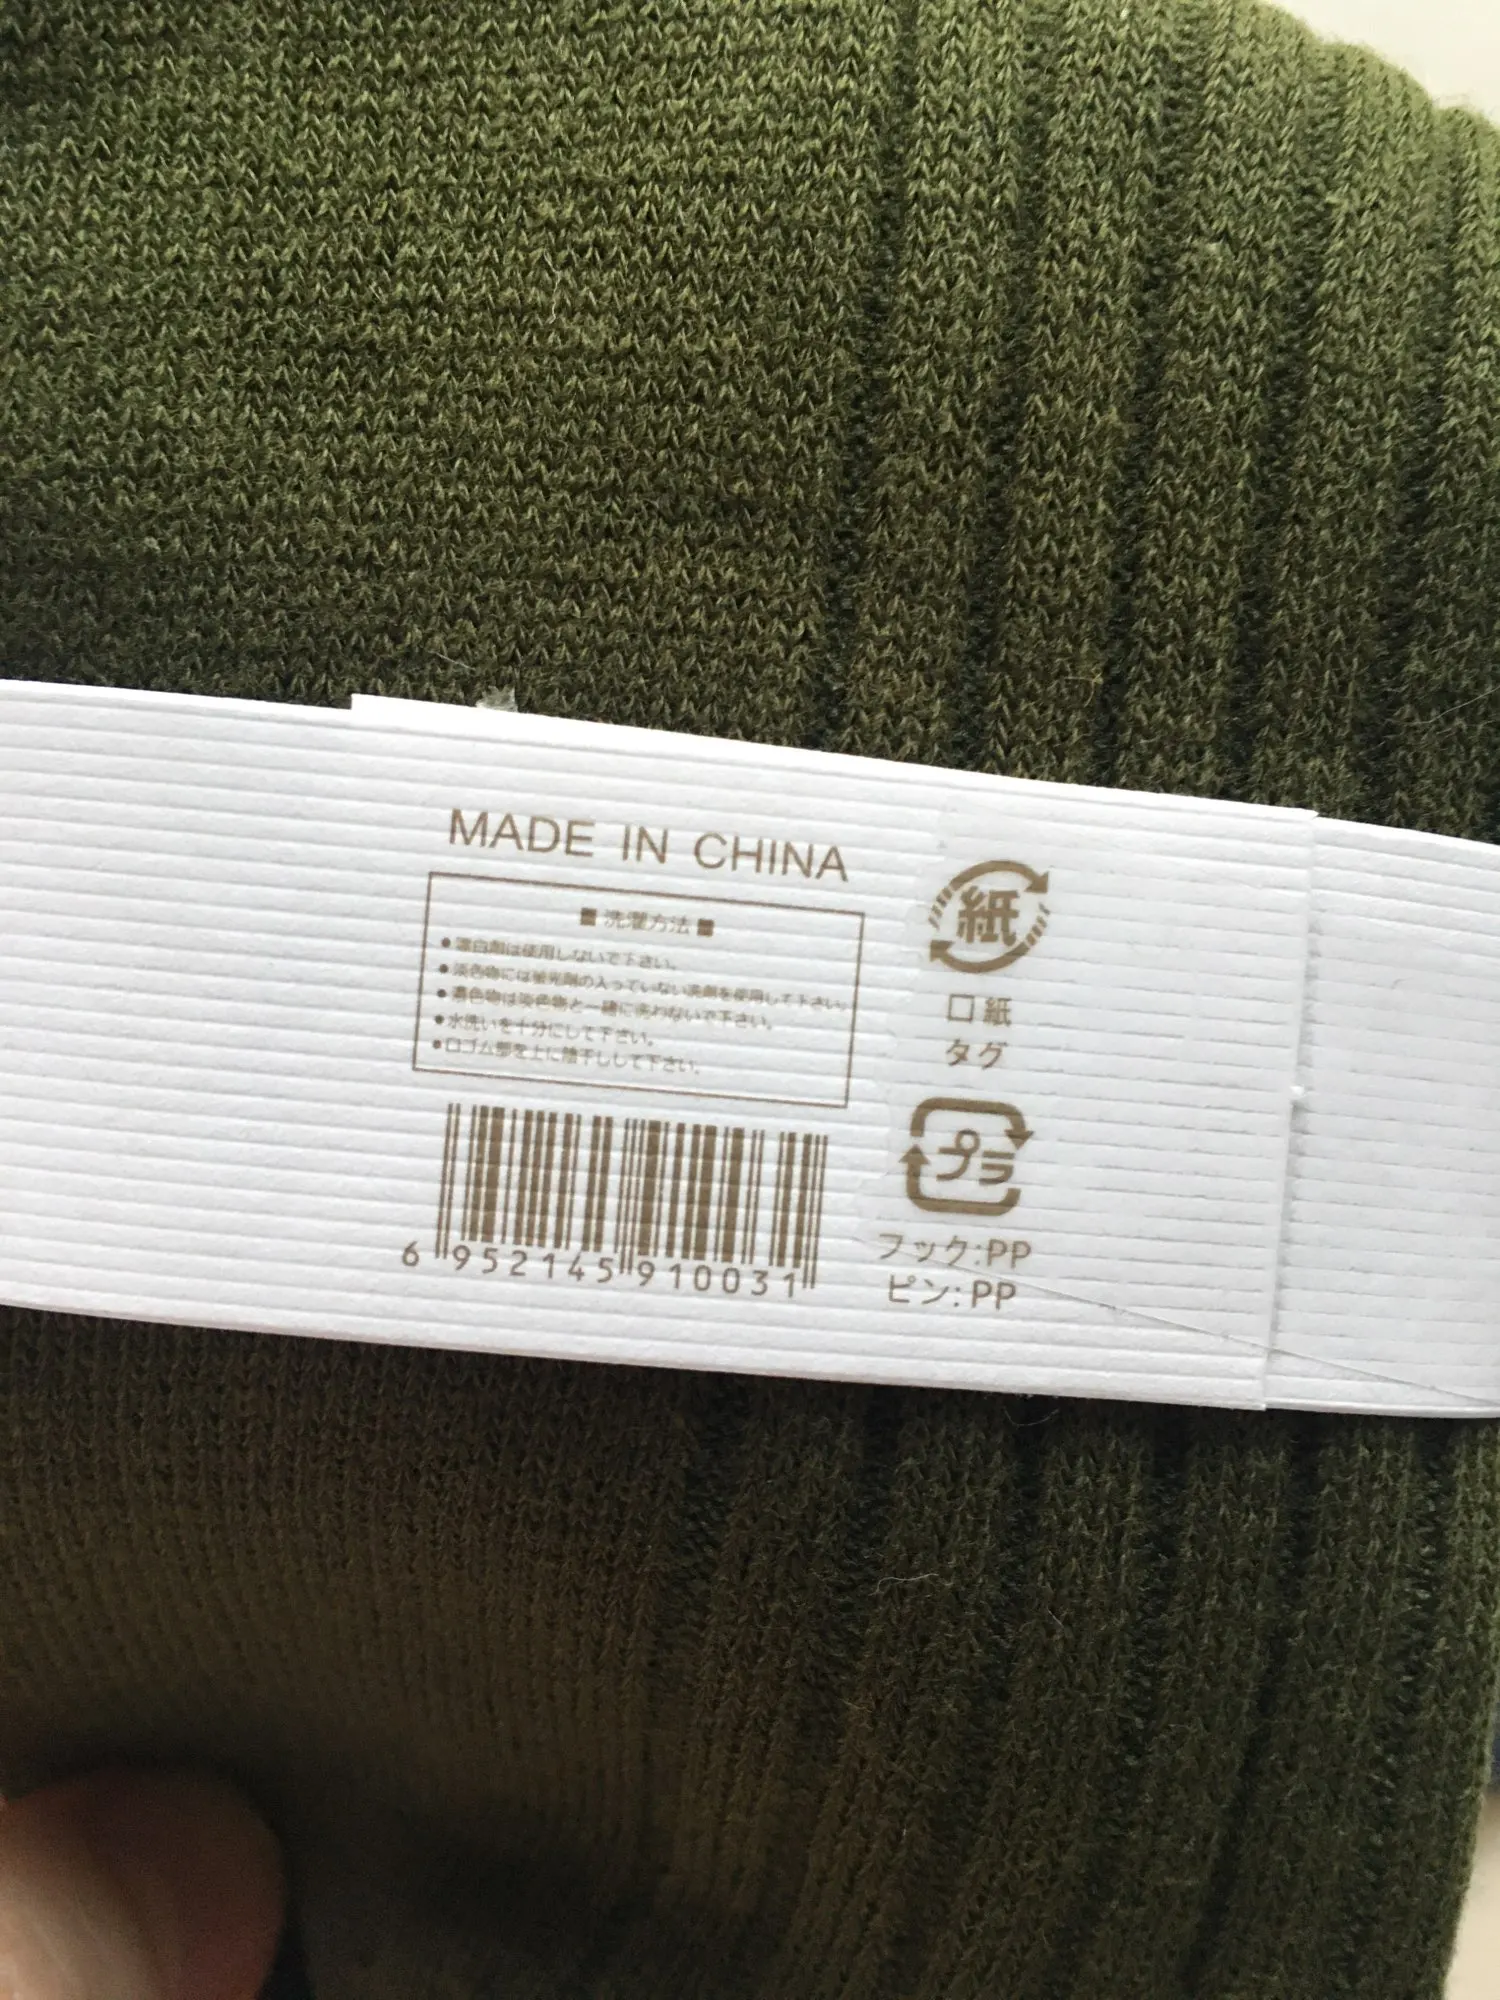 MADE IN CHINA
■ 洗濯方法 ■
●漂白剤は使用しないで下さい。
●淡色物には蛍光剤の入っていない洗剤を使用して下さい。
●濃色物は淡色物と一緒に洗わないで下さい。
●水洗いを十分にして下さい。
●口ゴム部を上に陰干しして下さい。
6 952145 910031
紙
口紙
タグ
プラ
フック:PP
ピン:PP